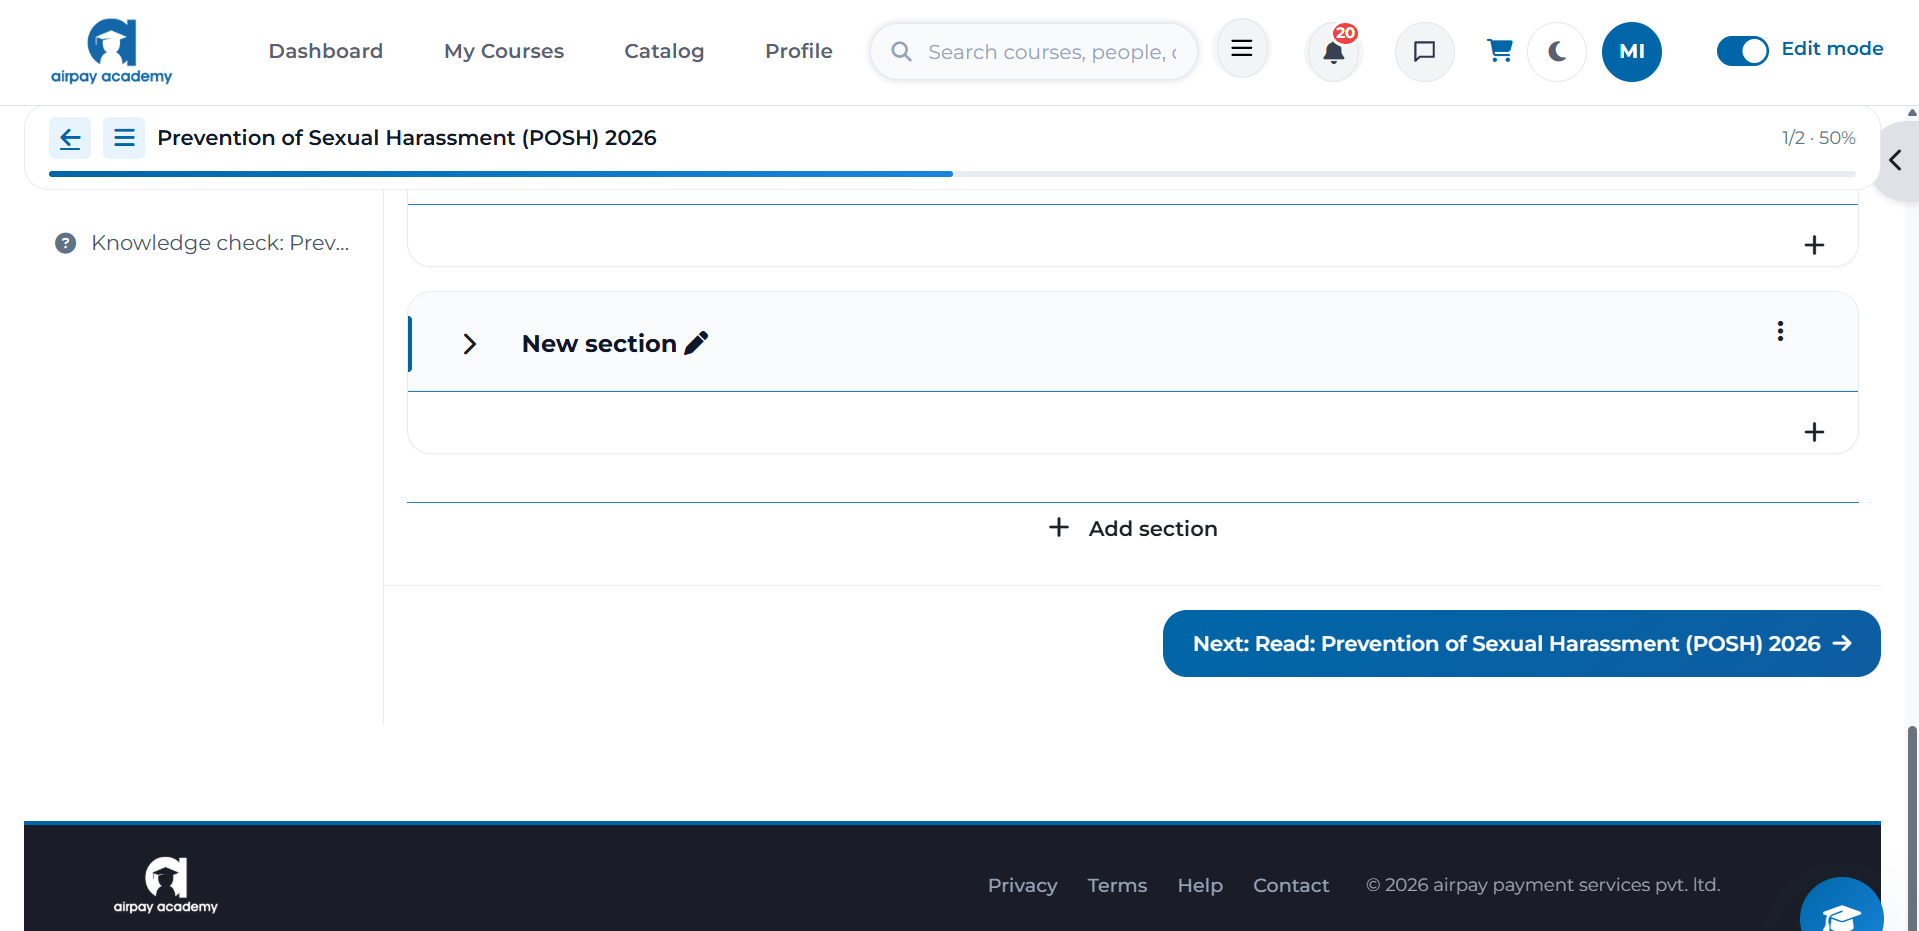 airpay academy
Dashboard
My Courses
Catalog
Profile
Search courses, people, c
20
MI
Edit mode
Prevention of Sexual Harassment (POSH) 2026
1/2 · 50%
Knowledge check: Prev...
New section
Add section
Next: Read: Prevention of Sexual Harassment (POSH) 2026
airpay academy
Privacy
Terms
Help
Contact
© 2026 airpay payment services pvt. ltd.